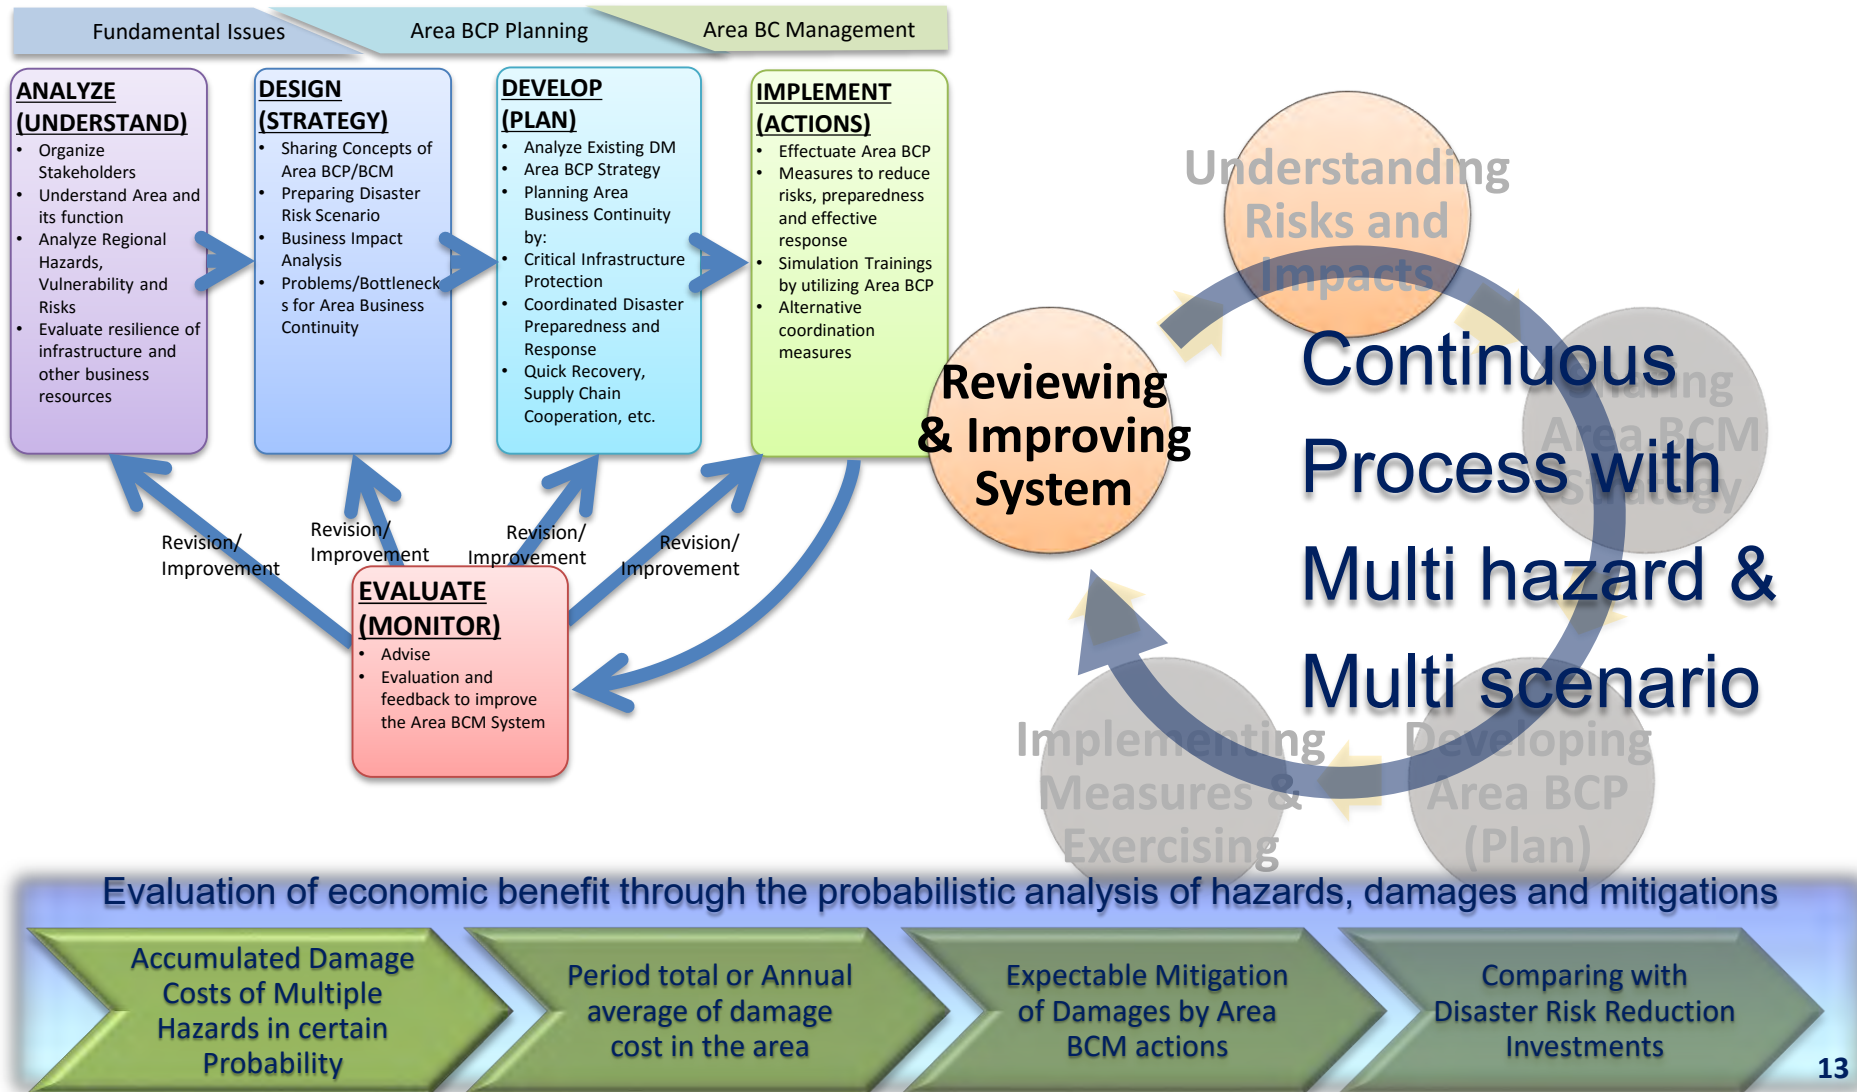 Fundamental Issues
Area BCP Planning
Area BC Management
ANALYZE
(UNDERSTAND)
• Organize
Stakeholders
• Understand Area and
its function
• Analyze Regional
Hazards,
Vulnerability and
Risks
• Evaluate resilience of
infrastructure and
other business
resources
DESIGN
(STRATEGY)
• Sharing Concepts of
Area BCP/BCM
• Preparing Disaster
Risk Scenario
• Business Impact
Analysis
• Problems/Bottleneck
s for Area Business
Continuity
DEVELOP
(PLAN)
• Analyze Existing DM
• Area BCP Strategy
• Planning Area
Business Continuity
by:
• Critical Infrastructure
Protection
• Coordinated Disaster
Preparedness and
Response
• Quick Recovery,
Supply Chain
Cooperation, etc.
IMPLEMENT
(ACTIONS)
• Effectuate Area BCP
• Measures to reduce
risks, preparedness
and effective
response
• Simulation Trainings
by utilizing Area BCP
• Alternative
coordination
measures
Revision/
Improvement
Revision/
Improvement
Revision/
Improvement
Revision/
Improvement
EVALUATE
(MONITOR)
• Advise
• Evaluation and
feedback to improve
the Area BCM System
Understanding
Risks and
Impacts
Sharing
Area BCM
Strategy
Developing
Area BCP
(Plan)
Implementing
Measures &
Exercising
Reviewing
& Improving
System
Continuous
Process with
Multi hazard &
Multi scenario
Evaluation of economic benefit through the probabilistic analysis of hazards, damages and mitigations
Accumulated Damage
Costs of Multiple
Hazards in certain
Probability
Period total or Annual
average of damage
cost in the area
Expectable Mitigation
of Damages by Area
BCM actions
Comparing with
Disaster Risk Reduction
Investments
13